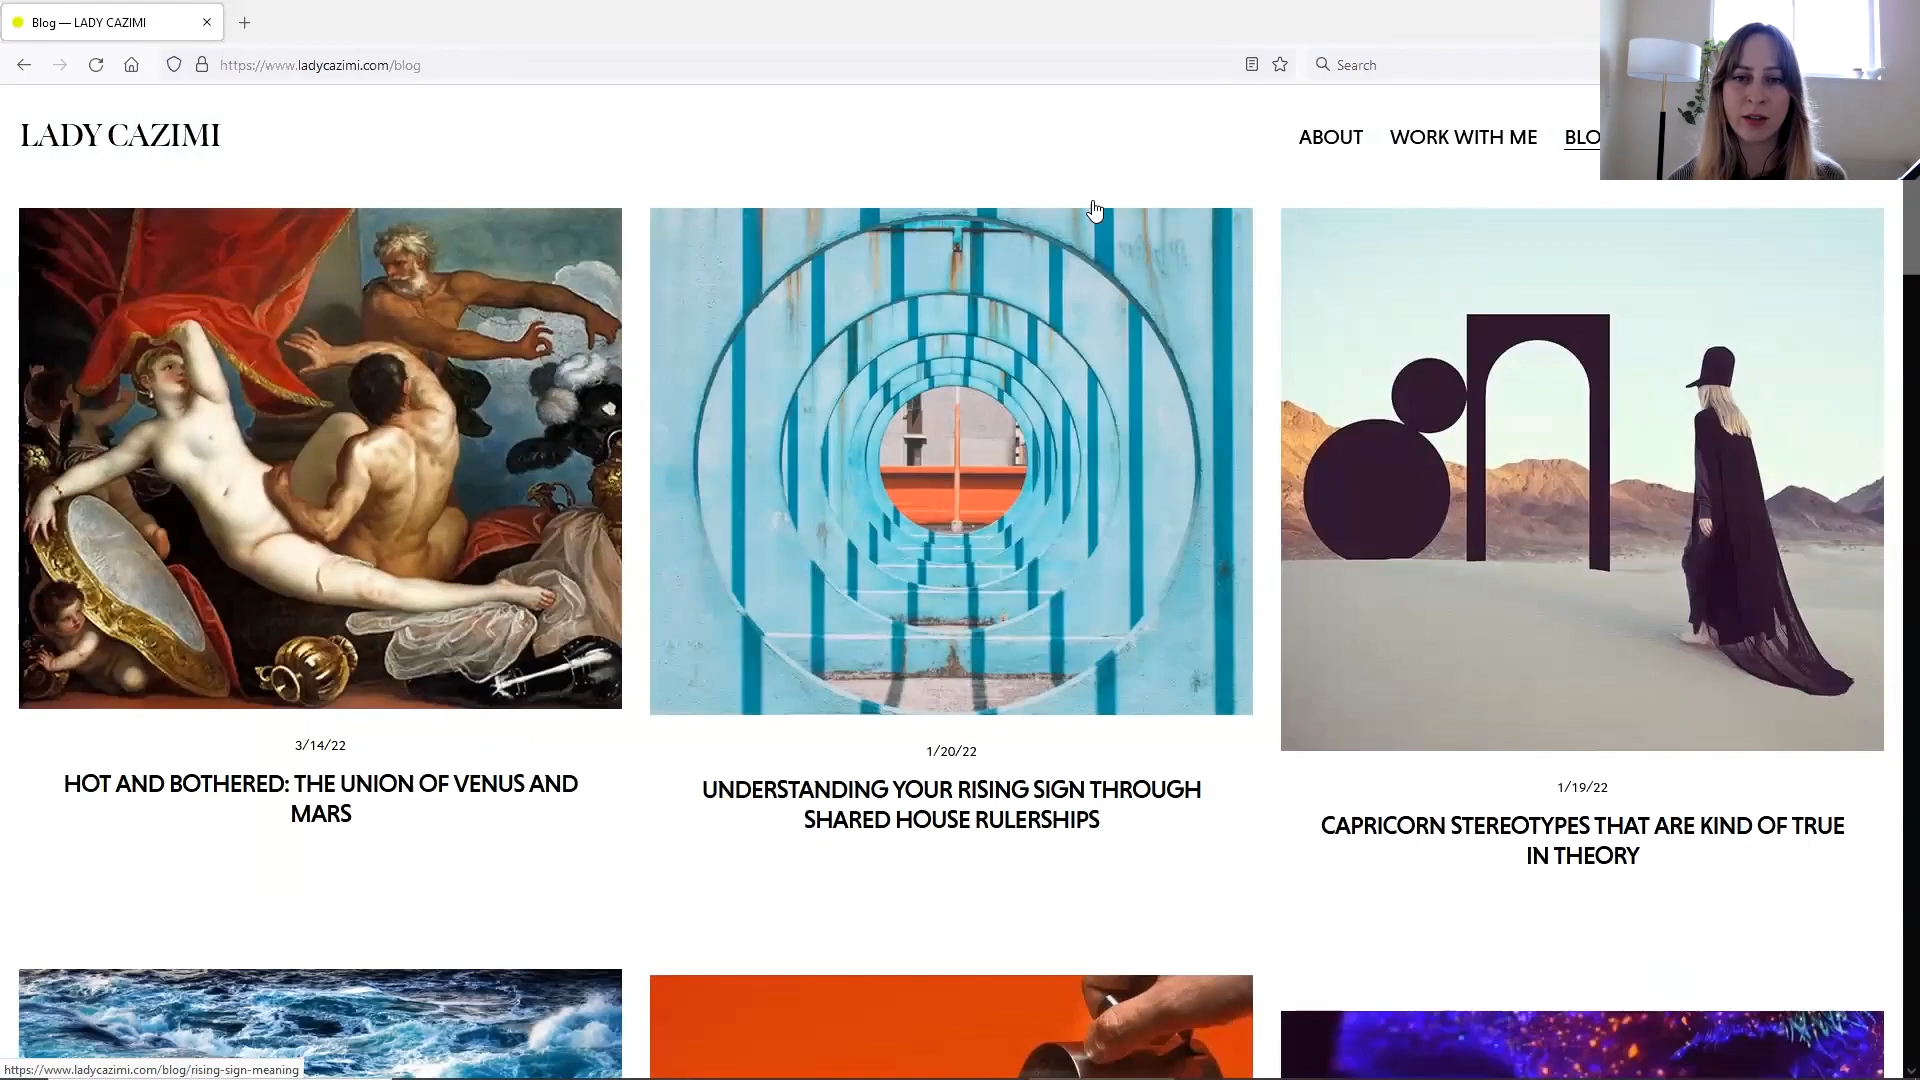 Blog — LADY CAZIMI
https://www.ladycazimi.com/blog
Search
LADY CAZIMI
ABOUT WORK WITH ME BLO
3/14/22
HOT AND BOTHERED: THE UNION OF VENUS AND
MARS
1/20/22
UNDERSTANDING YOUR RISING SIGN THROUGH
SHARED HOUSE RULERSHIPS
1/19/22
CAPRICORN STEREOTYPES THAT ARE KIND OF TRUE
IN THEORY
https://www.ladycazimi.com/blog/rising-sign-meaning